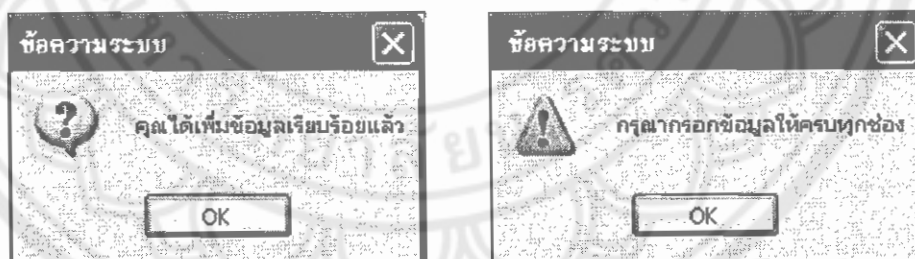 ข้อความระบบ
คุณได้เพิ่มข้อมูลเรียบร้อยแล้ว
OK
ข้อความระบบ
กรุณากรอกข้อมูลให้ครบทุกช่อง
OK